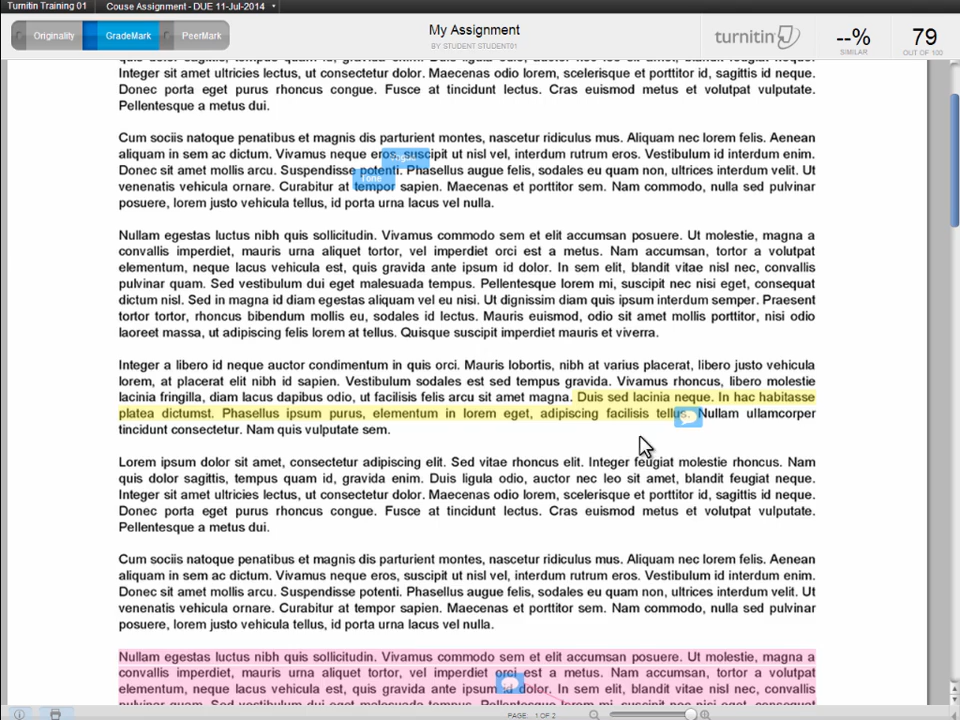 Turnitin Training 01 Couse Assignment - DUE 11-Jul-2014
Originality GradeMark PeerMark
My Assignment
BY STUDENT STUDENT01
turnitin
--%
SIMILAR
79
OUT OF 100
quis dolor sagittis, tempus quam id, gravida enim. Duis ligula odio, auctor nec leo sit amet, blandit feugiat neque.
Integer sit amet ultricies lectus, ut consectetur dolor. Maecenas odio lorem, scelerisque et porttitor id, sagittis id neque.
Donec porta eget purus rhoncus congue. Fusce at tincidunt lectus. Cras euismod metus et volutpat vulputate.
Pellentesque a metus dui.
Cum sociis natoque penatibus et magnis dis parturient montes, nascetur ridiculus mus. Aliquam nec lorem felis. Aenean
aliquam in sem ac dictum. Vivamus neque eros, suscipit ut nisl vel, interdum rutrum eros. Vestibulum id interdum enim.
Donec sit amet mollis arcu. Suspendisse potenti. Phasellus augue felis, sodales eu quam non, ultrices interdum velit. Ut
Tone
venenatis vehicula ornare. Curabitur at tempor sapien. Maecenas et porttitor sem. Nam commodo, nulla sed pulvinar
posuere, lorem justo vehicula tellus, id porta urna lacus vel nulla.
Nullam egestas luctus nibh quis sollicitudin. Vivamus commodo sem et elit accumsan posuere. Ut molestie, magna a
convallis imperdiet, mauris urna aliquet tortor, vel imperdiet orci est a metus. Nam accumsan, tortor a volutpat
elementum, neque lacus vehicula est, quis gravida ante ipsum id dolor. In sem elit, blandit vitae nisl nec, convallis
pulvinar quam. Sed vestibulum dui eget malesuada tempus. Pellentesque lorem mi, suscipit nec nisi eget, consequat
dictum nisl. Sed in magna id diam egestas aliquam vel eu nisi. Ut dignissim diam quis ipsum interdum semper. Praesent
tortor tortor, rhoncus bibendum mollis eu, sodales id lectus. Mauris euismod, odio sit amet mollis porttitor, nisi odio
laoreet massa, ut adipiscing felis lorem at tellus. Quisque suscipit imperdiet mauris et viverra.
Integer a libero id neque auctor condimentum in quis orci. Mauris lobortis, nibh at varius placerat, libero justo vehicula
lorem, at placerat elit nibh id sapien. Vestibulum sodales est sed tempus gravida. Vivamus rhoncus, libero molestie
lacinia fringilla, diam lacus dapibus odio, ut facilisis felis arcu sit amet magna. Duis sed lacinia neque. In hac habitasse
platea dictumst. Phasellus ipsum purus, elementum in lorem eget, adipiscing facilisis tellus. Nullam ullamcorper
tincidunt consectetur. Nam quis vulputate sem.
Lorem ipsum dolor sit amet, consectetur adipiscing elit. Sed vitae rhoncus elit. Integer feugiat molestie rhoncus. Nam
quis dolor sagittis, tempus quam id, gravida enim. Duis ligula odio, auctor nec leo sit amet, blandit feugiat neque.
Integer sit amet ultricies lectus, ut consectetur dolor. Maecenas odio lorem, scelerisque et porttitor id, sagittis id neque.
Donec porta eget purus rhoncus congue. Fusce at tincidunt lectus. Cras euismod metus et volutpat vulputate.
Pellentesque a metus dui.
Cum sociis natoque penatibus et magnis dis parturient montes, nascetur ridiculus mus. Aliquam nec lorem felis. Aenean
aliquam in sem ac dictum. Vivamus neque eros, suscipit ut nisl vel, interdum rutrum eros. Vestibulum id interdum enim.
Donec sit amet mollis arcu. Suspendisse potenti. Phasellus augue felis, sodales eu quam non, ultrices interdum velit. Ut
venenatis vehicula ornare. Curabitur at tempor sapien. Maecenas et porttitor sem. Nam commodo, nulla sed pulvinar
posuere, lorem justo vehicula tellus, id porta urna lacus vel nulla.
Nullam egestas luctus nibh quis sollicitudin. Vivamus commodo sem et elit accumsan posuere. Ut molestie, magna a
convallis imperdiet, mauris urna aliquet tortor, vel imperdiet orci est a metus. Nam accumsan, tortor a volutpat
elementum, neque lacus vehicula est, quis gravida ante ipsum id dolor. In sem elit, blandit vitae nisl nec, convallis
PAGE: 1 OF 2